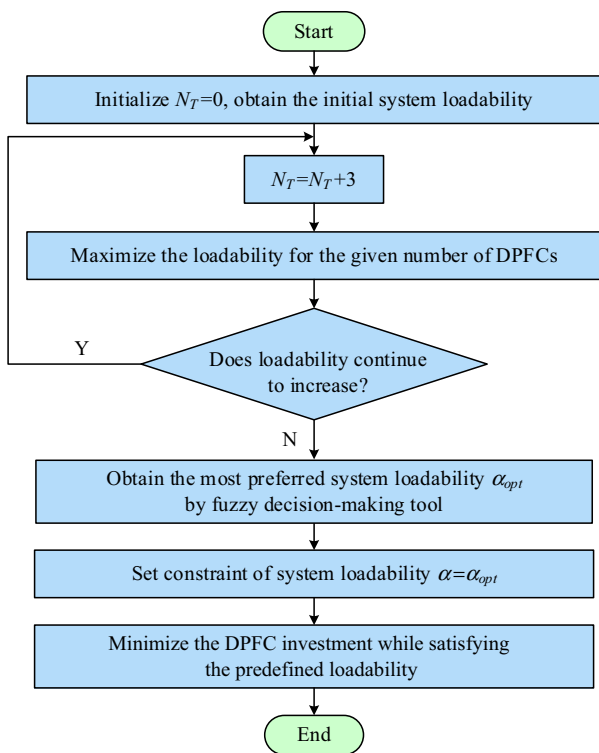 Start
Initialize N_T=0, obtain the initial system loadability
N_T=N_T+3
Maximize the loadability for the given number of DPFCs
Y
Does loadability continue
to increase?
N
Obtain the most preferred system loadability α_opt
by fuzzy decision-making tool
Set constraint of system loadability α=α_opt
Minimize the DPFC investment while satisfying
the predefined loadability
End